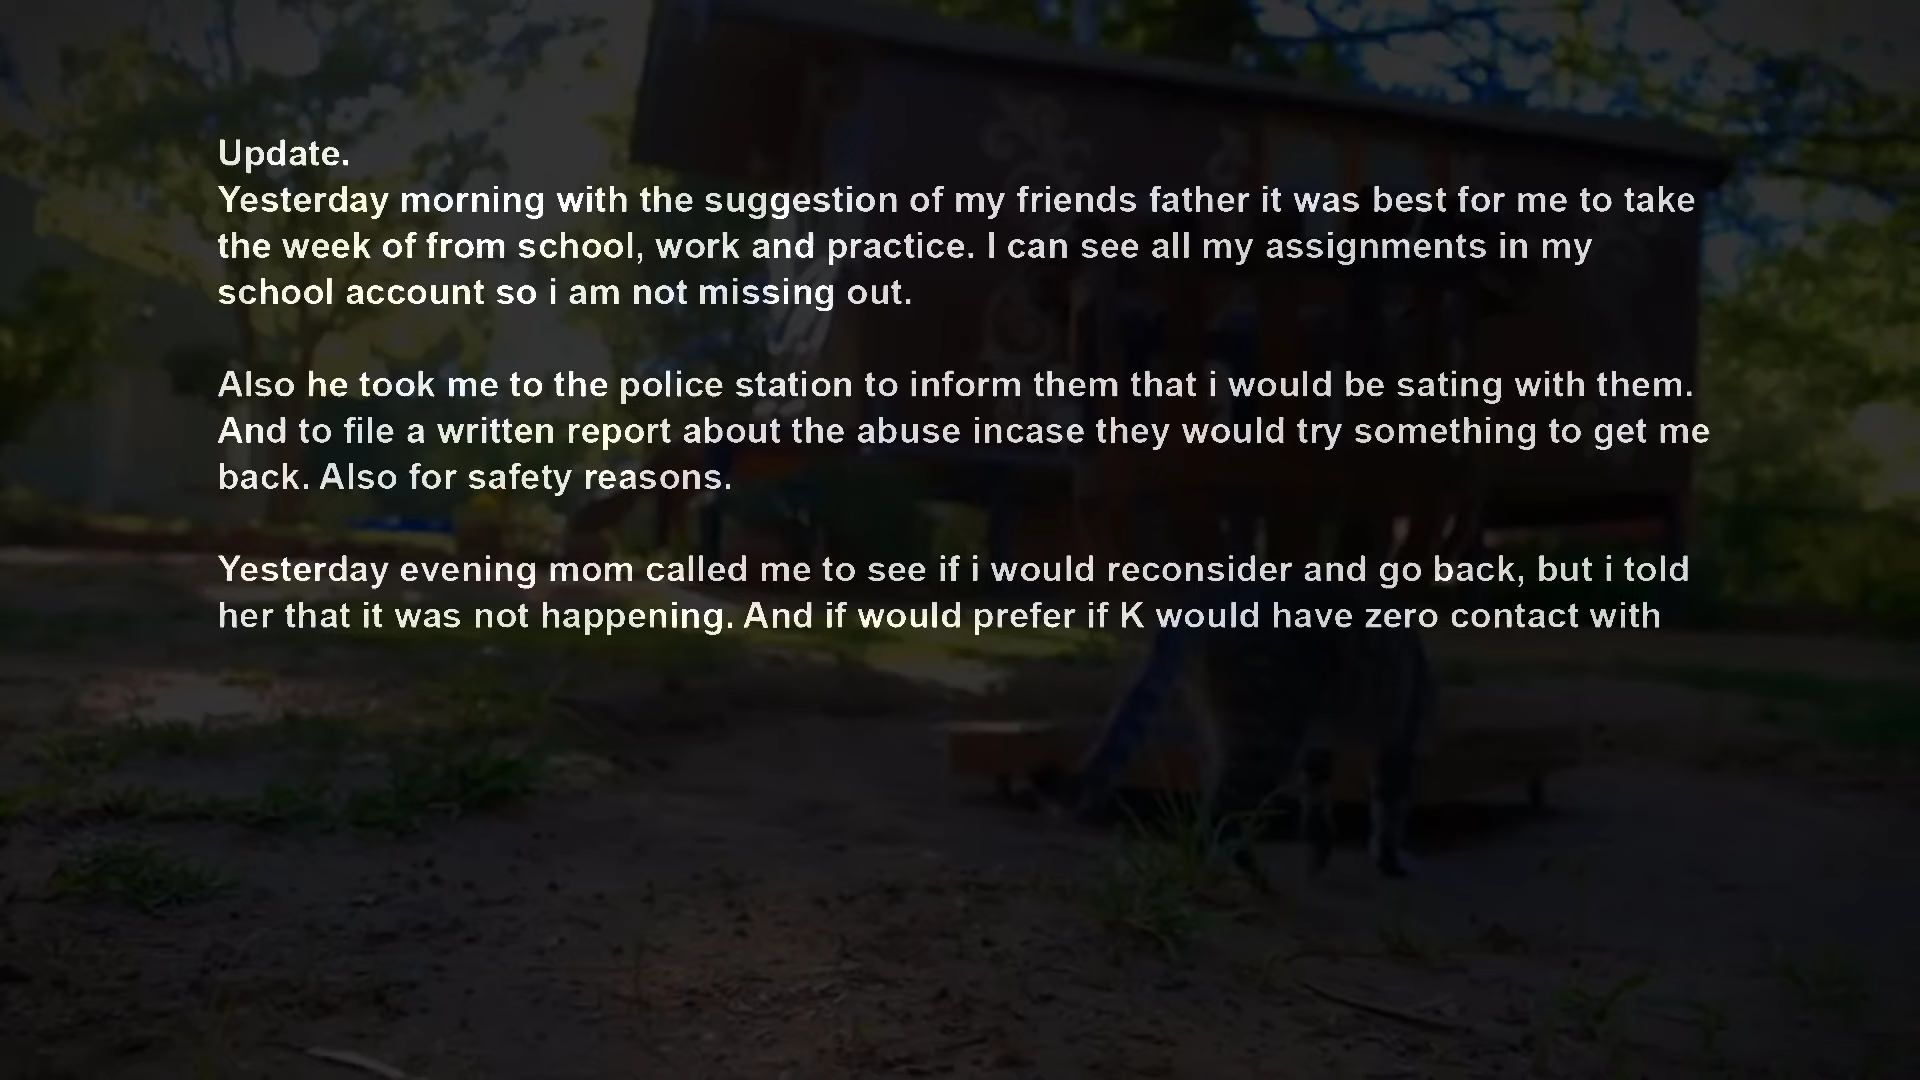 Update.
Yesterday morning with the suggestion of my friends father it was best for me to take
the week of from school, work and practice. I can see all my assignments in my
school account so i am not missing out.
Also he took me to the police station to inform them that i would be sating with them.
And to file a written report about the abuse incase they would try something to get me
back. Also for safety reasons.
Yesterday evening mom called me to see if i would reconsider and go back, but i told
her that it was not happening. And if would prefer if K would have zero contact with